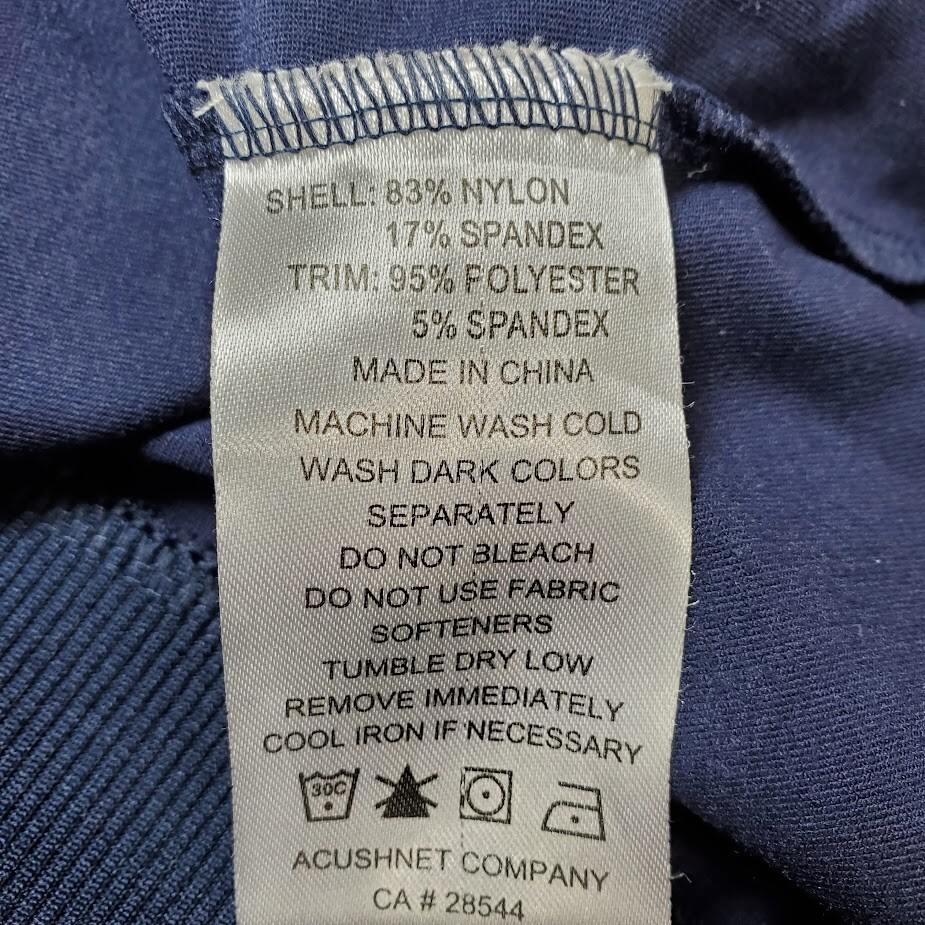 SHELL: 83% NYLON
17% SPANDEX
TRIM: 95% POLYESTER
5% SPANDEX
MADE IN CHINA
MACHINE WASH COLD
WASH DARK COLORS
SEPARATELY
DO NOT BLEACH
DO NOT USE FABRIC
SOFTENERS
TUMBLE DRY LOW
REMOVE IMMEDIATELY
COOL IRON IF NECESSARY
30C
ACUSHNET COMPANY
CA # 28544